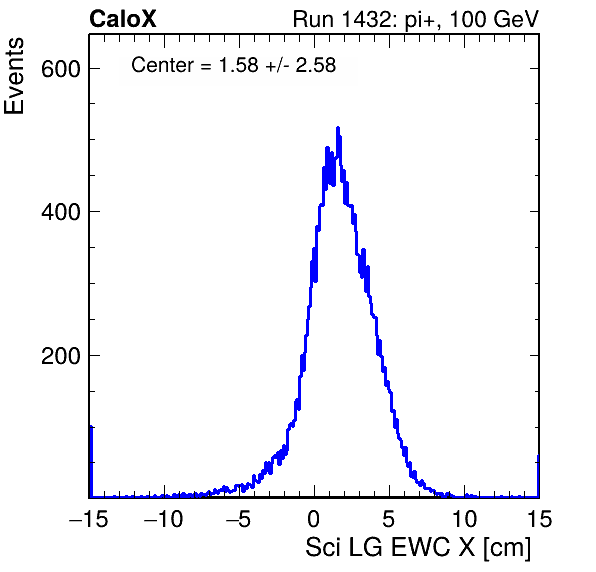 CaloX
Run 1432: pi+, 100 GeV
Events
Center = 1.58 +/- 2.58
600
400
200
−15 −10 −5 0 5 10 15
Sci LG EWC X [cm]